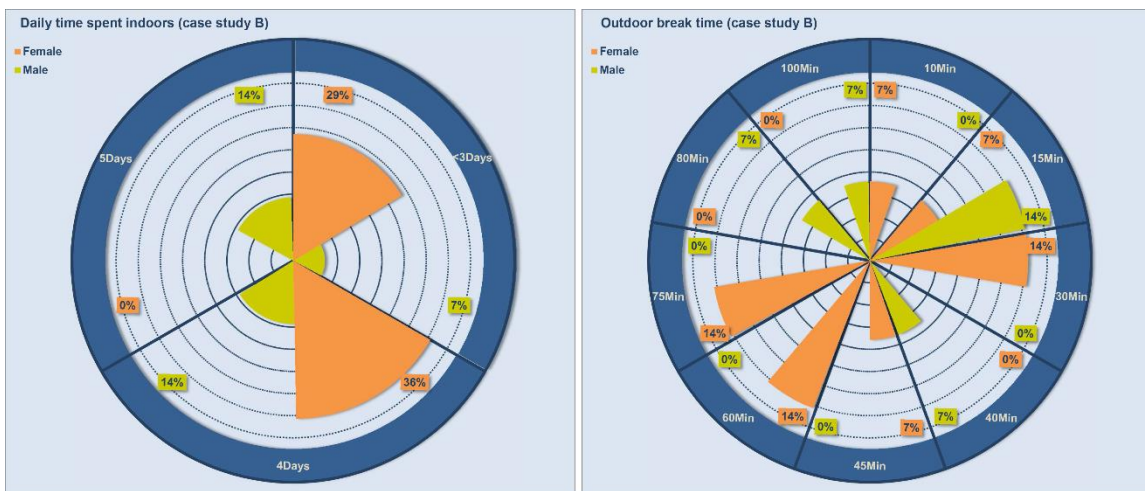 Daily time spent indoors (case study B)
Female
Male
14%
29%
5Days
<3Days
0%
7%
14%
36%
4Days
Outdoor break time (case study B)
Female
Male
100Min
10Min
7%
7%
0%
0%
7%
7%
80Min
15Min
0%
14%
0%
14%
75Min
30Min
14%
0%
0%
0%
60Min
14%
0%
7%
7%
40Min
45Min